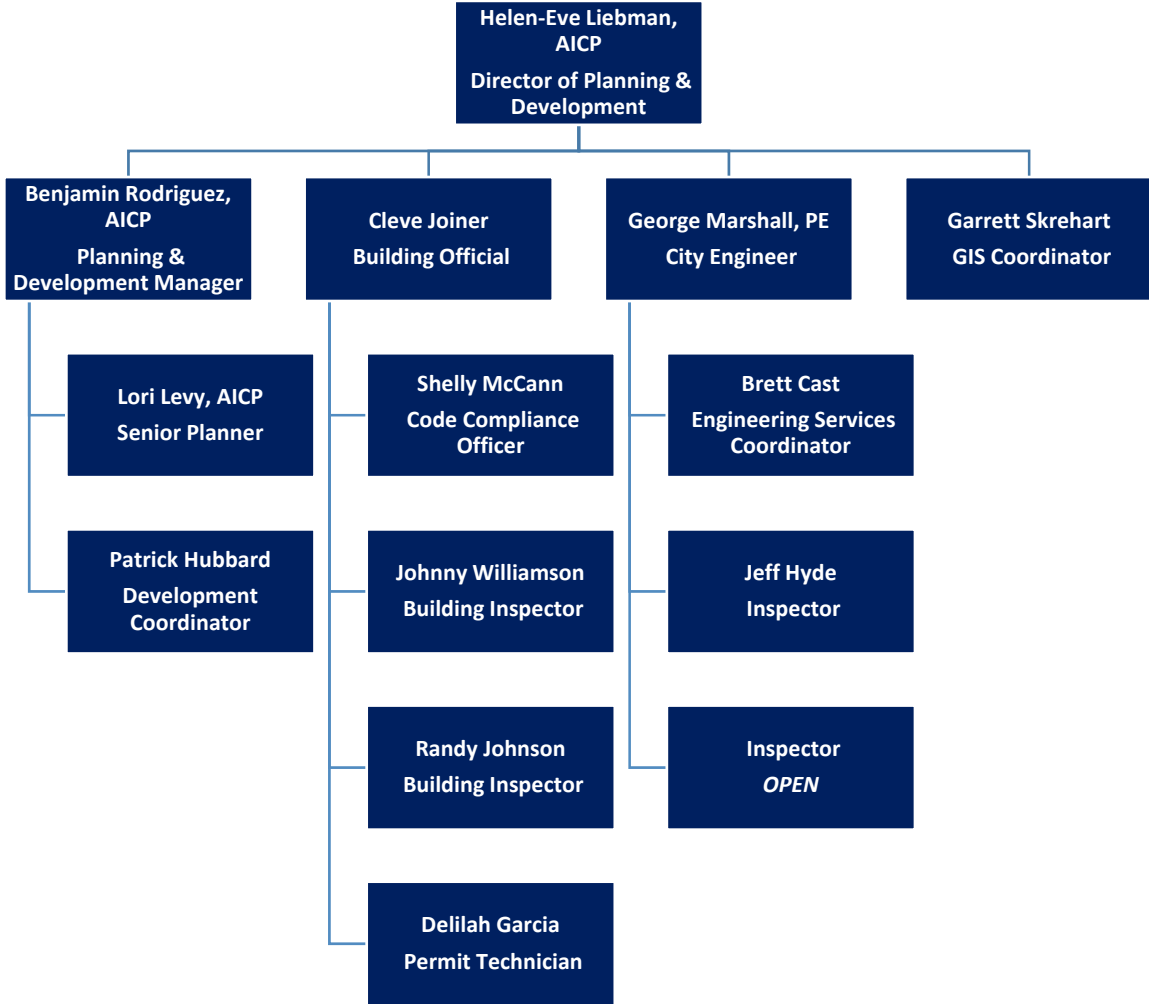 Helen-Eve Liebman,
AICP
Director of Planning &
Development
Benjamin Rodriguez,
AICP
Planning &
Development Manager
Cleve Joiner
Building Official
George Marshall, PE
City Engineer
Garrett Skrehart
GIS Coordinator
Lori Levy, AICP
Senior Planner
Shelly McCann
Code Compliance
Officer
Brett Cast
Engineering Services
Coordinator
Patrick Hubbard
Development
Coordinator
Johnny Williamson
Building Inspector
Jeff Hyde
Inspector
Randy Johnson
Building Inspector
Inspector
OPEN
Delilah Garcia
Permit Technician